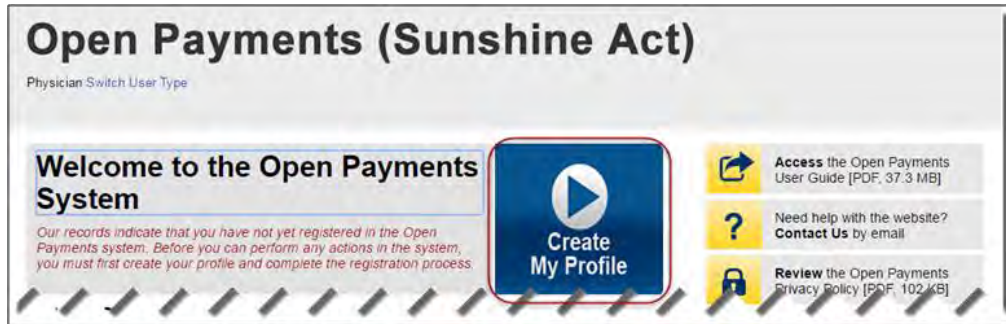 Open Payments (Sunshine Act)
Physician Switch User Type
Welcome to the Open Payments
System
Our records indicate that you have not yet registered in the Open
Payments system. Before you can perform any actions in the system,
you must first create your profile and complete the registration process.
Create
My Profile
Access the Open Payments
User Guide [PDF, 37.3 MB]
Need help with the website?
Contact Us by email
Review the Open Payments
Privacy Policy [PDF, 102 KB]